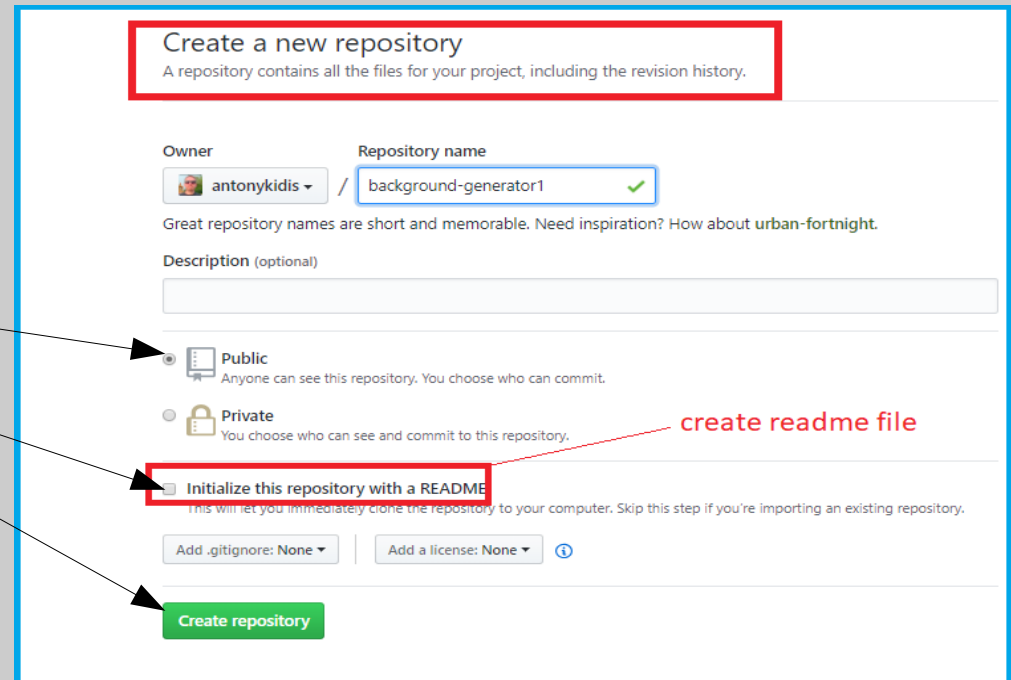 Create a new repository
A repository contains all the files for your project, including the revision history.
Owner Repository name
antonykidis / background-generator1
Great repository names are short and memorable. Need inspiration? How about urban-fortnight.
Description (optional)
Public
Anyone can see this repository. You choose who can commit.
Private
You choose who can see and commit to this repository.
create readme file
Initialize this repository with a README
This will let you immediately clone the repository to your computer. Skip this step if you're importing an existing repository.
Add .gitignore: None Add a license: None
Create repository